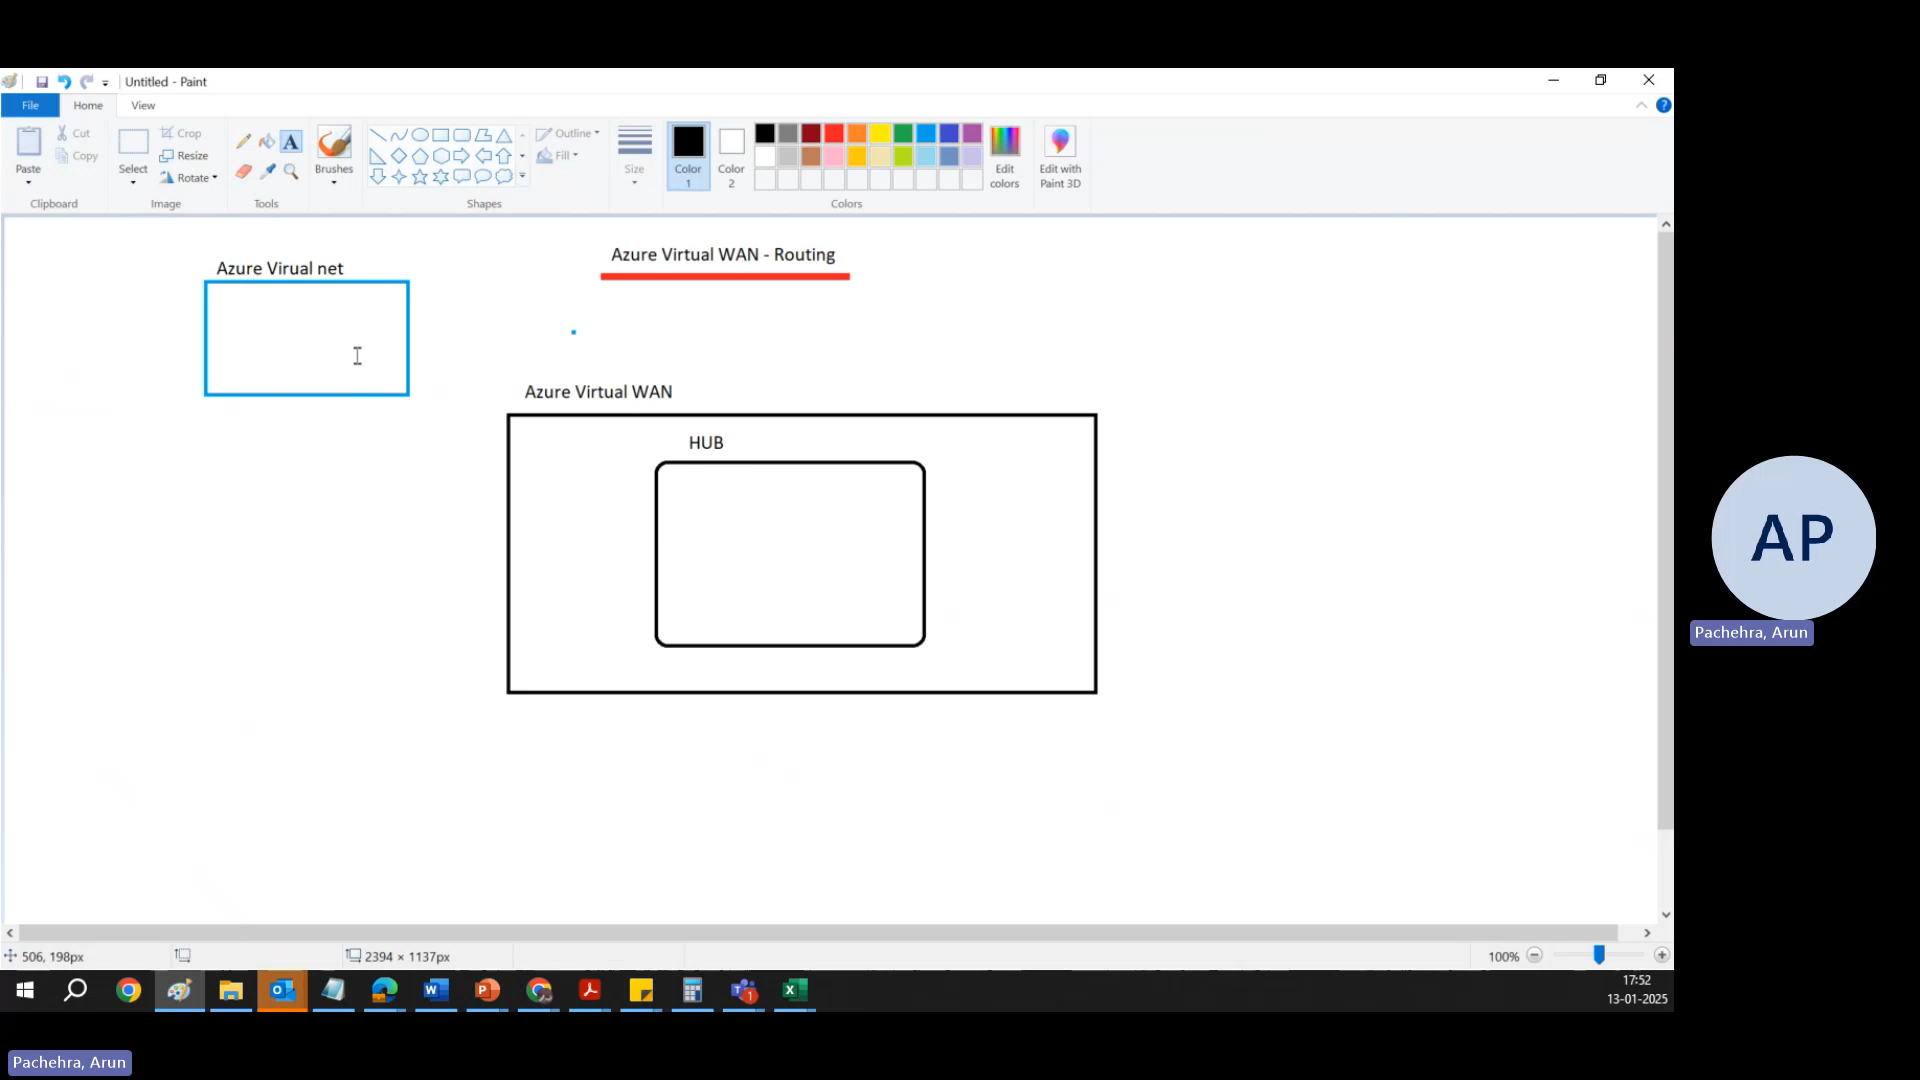 Untitled - Paint
File Home View
Paste
Cut
Copy
Clipboard
Select
Crop
Resize
Rotate
Image
A
Tools
Brushes
Shapes
Outline
Fill
Size
Color 1
Color 2
Edit colors
Edit with Paint 3D
Colors
Azure Virtual WAN - Routing
Azure Virual net
Azure Virtual WAN
HUB
AP
Pachehra, Arun
506, 198px
2394 × 1137px
100%
17:52
13-01-2025
Pachehra, Arun